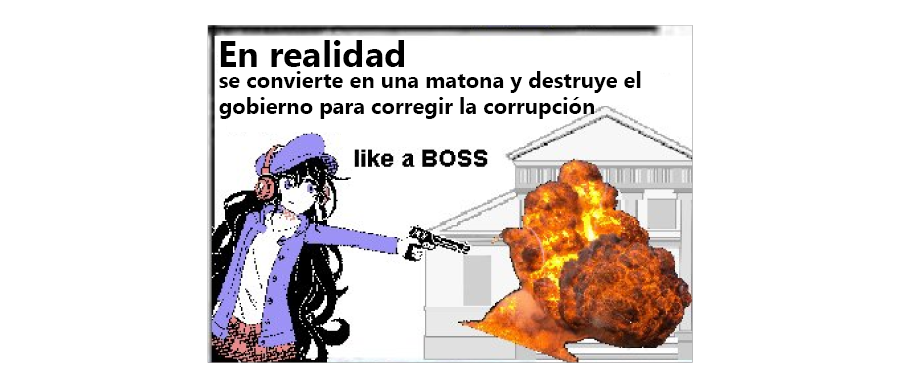 En realidad
se convierte en una matona y destruye el
gobierno para corregir la corrupción
like a BOSS